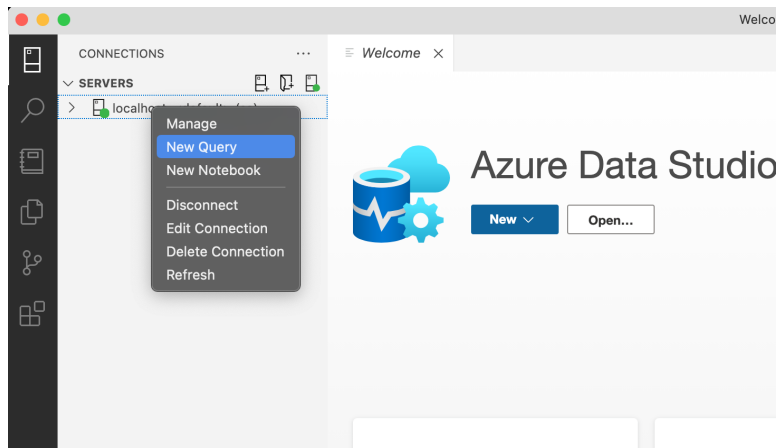 Welco
CONNECTIONS
Welcome
SERVERS
Manage
New Query
New Notebook
Disconnect
Edit Connection
Delete Connection
Refresh
Azure Data Studio
New
Open...